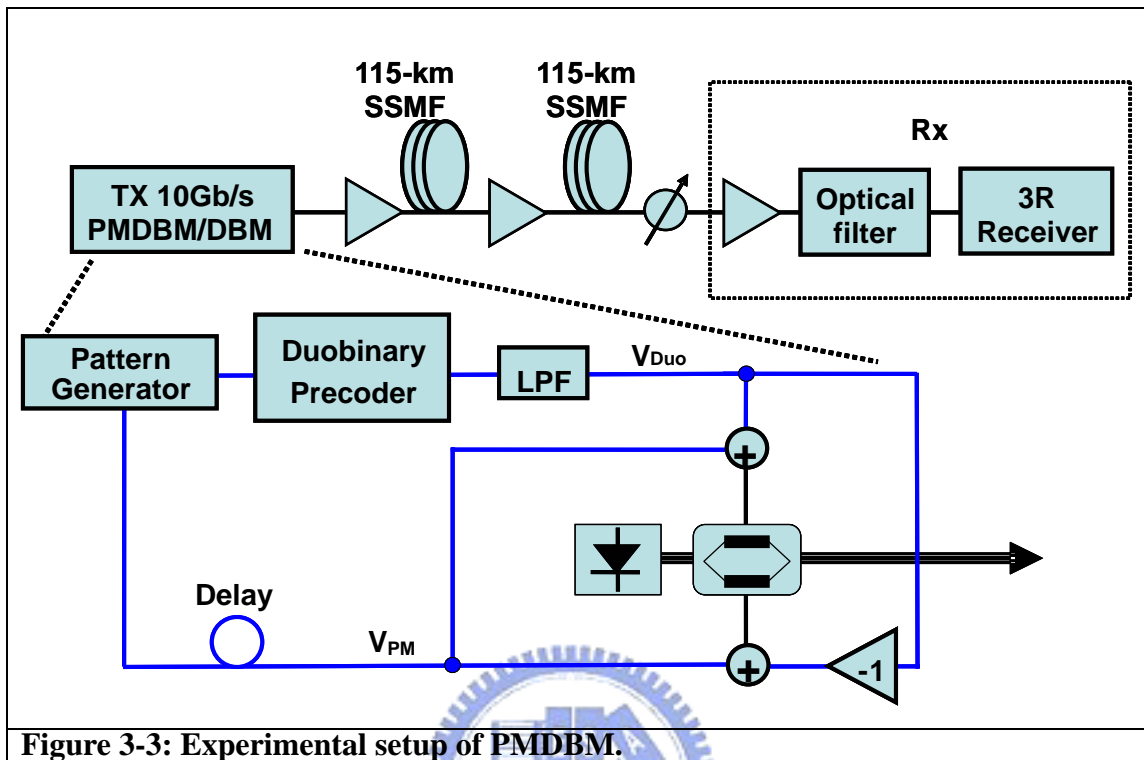 115-km
SSMF
115-km
SSMF
Rx
TX 10Gb/s
PMDBM/DBM
Optical
filter
3R
Receiver
Pattern
Generator
Duobinary
Precoder
LPF
VDuo
+
Delay
VPM
+
-1
Figure 3-3: Experimental setup of PMDBM.